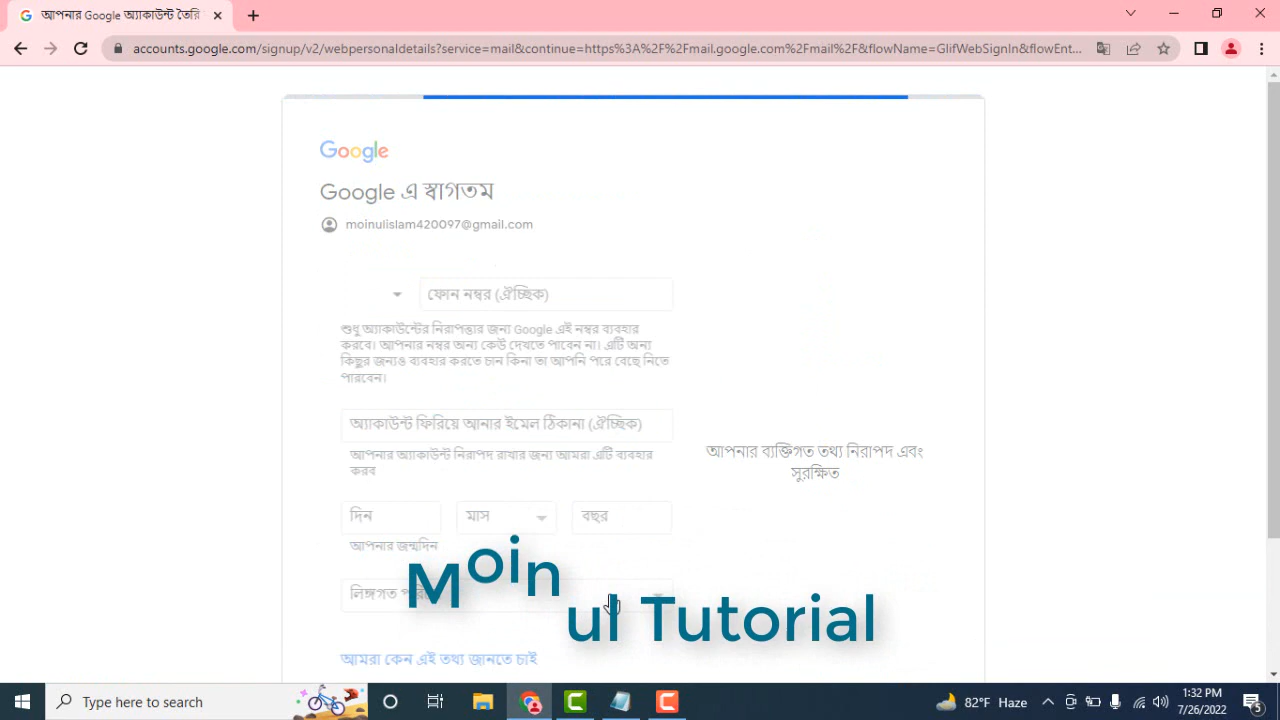 আপনার Google অ্যাকাউন্ট তৈরি
accounts.google.com/signup/v2/webpersonaldetails?service=mail&continue=https%3A%2F%2Fmail.google.com%2Fmail%2F&flowName=GlifWebSignIn&flowEnt...
Google
Google এ স্বাগতম
moinulislam420097@gmail.com
ফোন নম্বর (ঐচ্ছিক)
শুধু অ্যাকাউন্টের নিরাপত্তার জন্য Google এই নম্বর ব্যবহার
করবে। আপনার নম্বর অন্য কেউ দেখতে পাবেন না। এটি অন্য
কিছুর জন্যও ব্যবহার করতে চান কিনা তা আপনি পরে বেছে নিতে
পারবেন।
অ্যাকাউন্ট ফিরিয়ে আনার ইমেল ঠিকানা (ঐচ্ছিক)
আপনার অ্যাকাউন্ট নিরাপদ রাখার জন্য আমরা এটি ব্যবহার
করব
আপনার ব্যক্তিগত তথ্য নিরাপদ এবং
সুরক্ষিত
দিন মাস বছর
আপনার জন্মদিন
লিঙ্গগত
Moinul Tutorial
আমরা কেন এই তথ্য জানতে চাই
Type here to search
82°F Haze
1:32 PM
7/26/2022
5